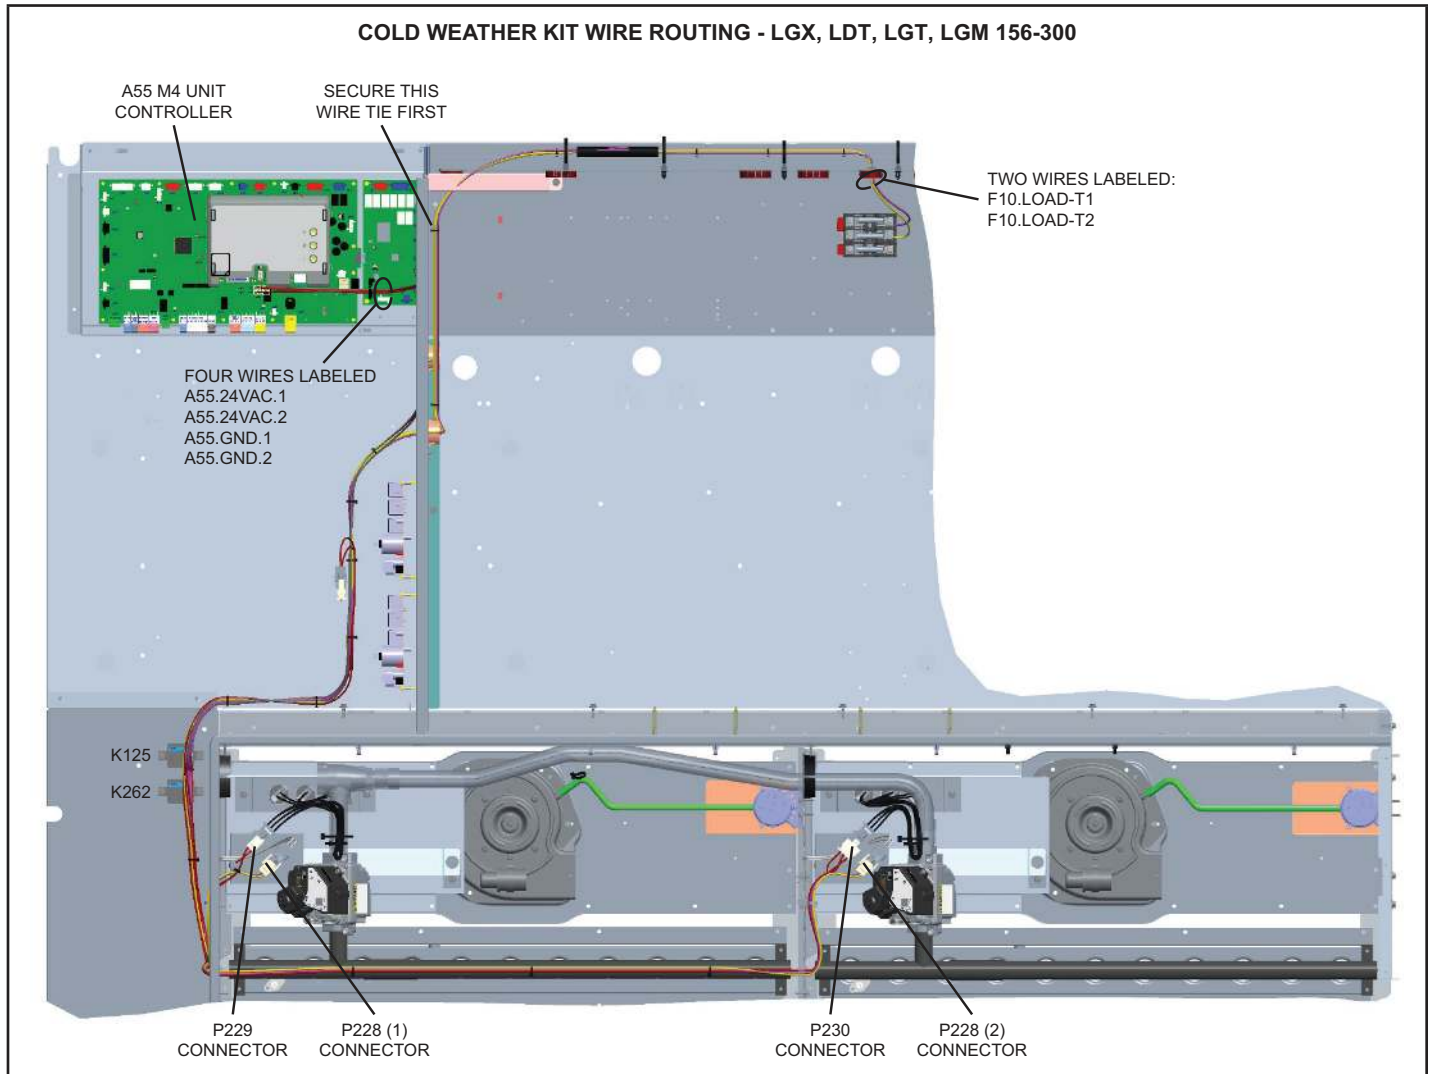 COLD WEATHER KIT WIRE ROUTING - LGX, LDT, LGT, LGM 156-300
A55 M4 UNIT
CONTROLLER
SECURE THIS
WIRE TIE FIRST
TWO WIRES LABELED:
F10.LOAD-T1
F10.LOAD-T2
FOUR WIRES LABELED
A55.24VAC.1
A55.24VAC.2
A55.GND.1
A55.GND.2
K125
K262
P229
CONNECTOR
P228 (1)
CONNECTOR
P230
CONNECTOR
P228 (2)
CONNECTOR